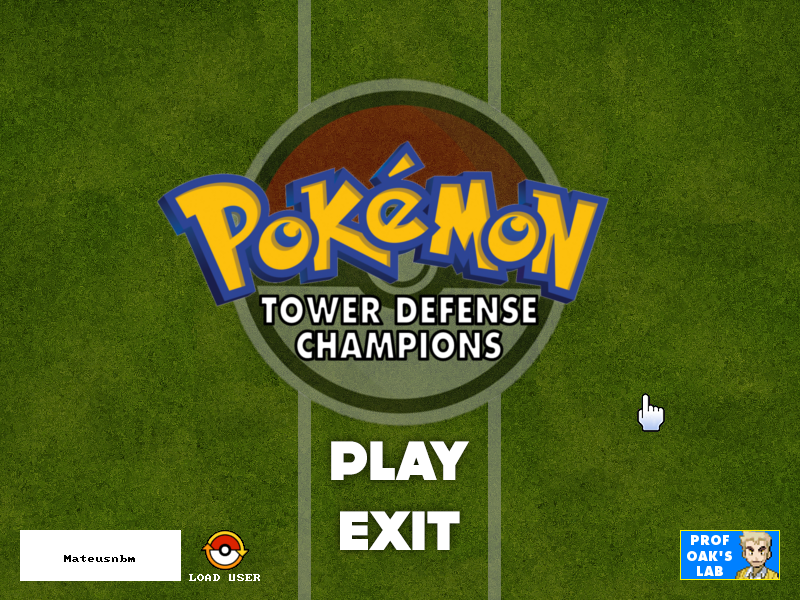 POKéMON
TOWER DEFENSE
CHAMPIONS
PLAY
EXIT
Mateusnbm
LOAD USER
PROF
OAK'S
LAB